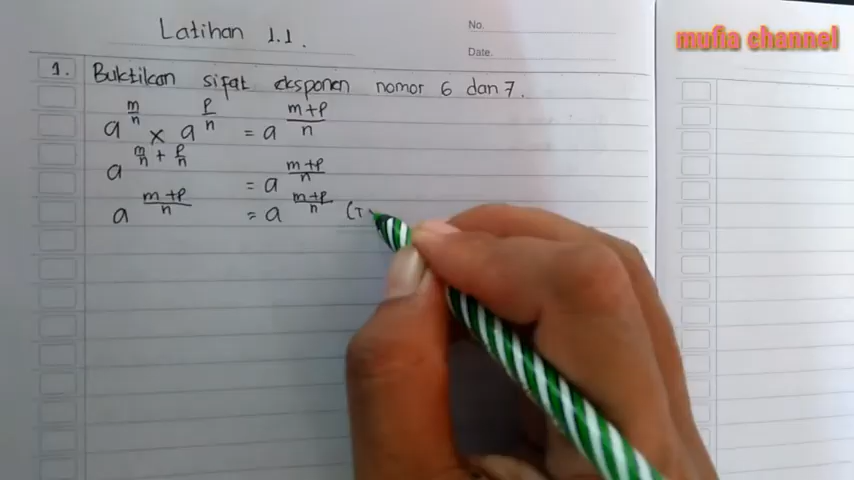 Latihan 1.1.
No.
Date.
mufia channel
1. Buktikan sifat eksponen nomor 6 dan 7.
a^(m/n) × a^(p/n) = a^((m+p)/n)
a^(m/n + p/n) = a^((m+p)/n)
a^((m+p)/n) = a^((m+p)/n) (T